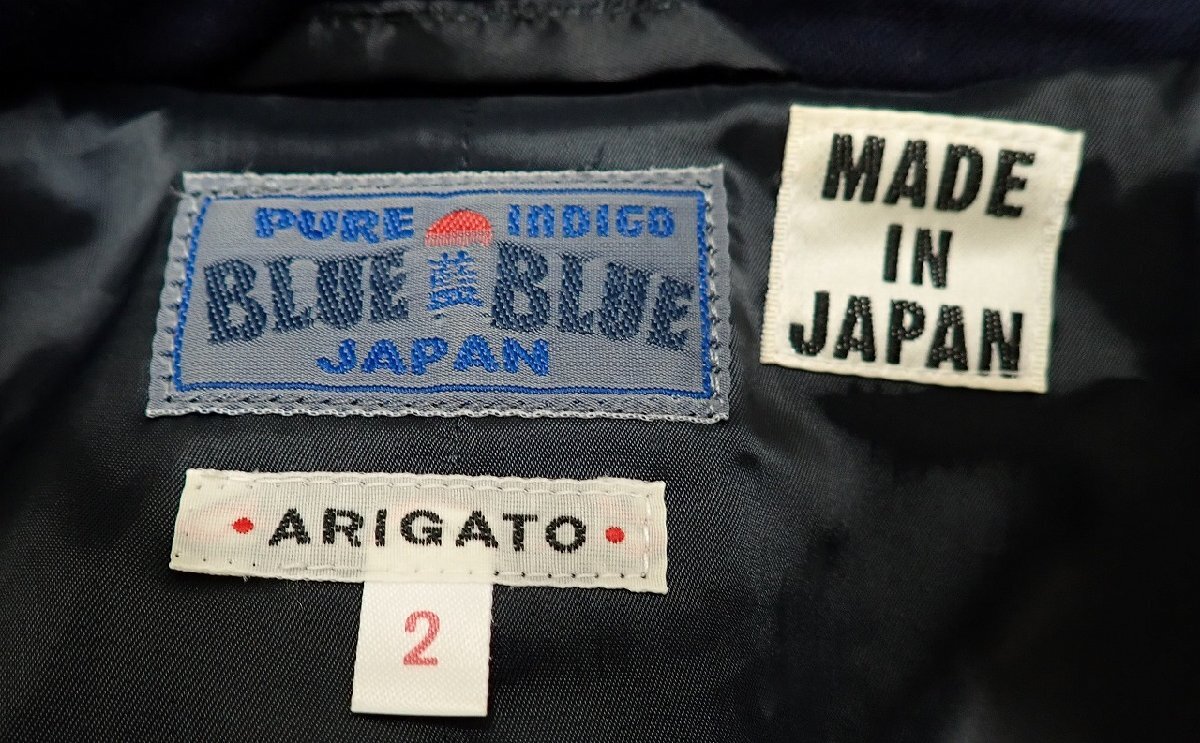 PURE INDIGO
BLUE 藍 BLUE
JAPAN
MADE
IN
JAPAN
• ARIGATO •
2